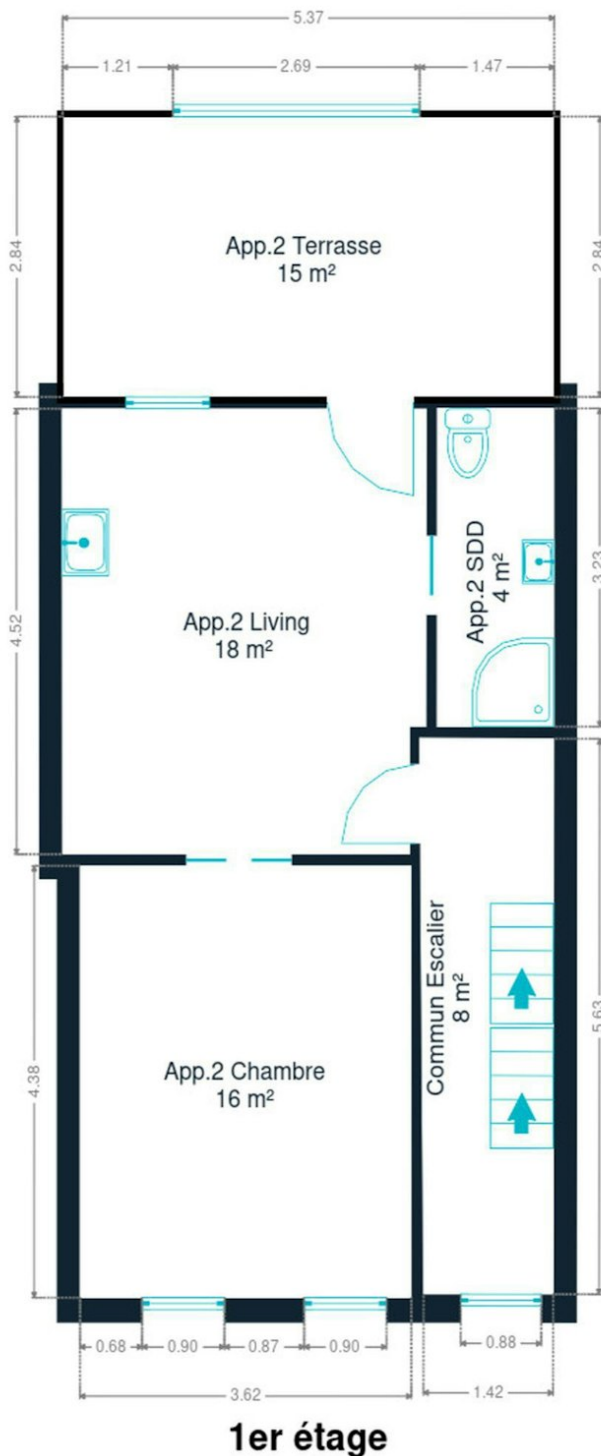 5.37
1.21
2.69
1.47
2.84
2.84
App.2 Terrasse
15 m²
4.52
App.2 Living
18 m²
App.2 SDD
4 m²
3.23
Commun Escalier
8 m²
5.63
4.38
App.2 Chambre
16 m²
0.68
0.90
0.87
0.90
0.88
3.62
1.42
1er étage